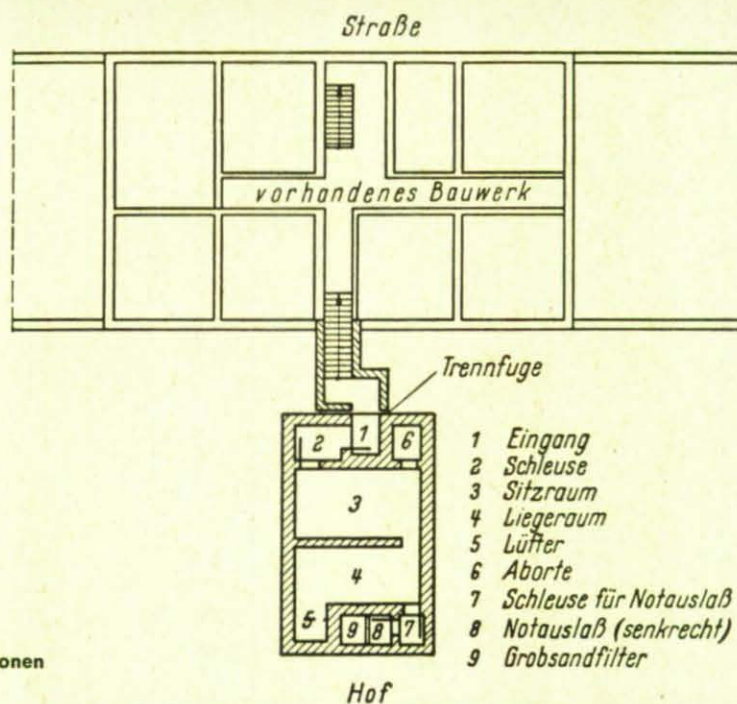 Straße
vorhandenes Bauwerk
Trennfuge
1
2
6
3
4
5
9
8
7
1 Eingang
2 Schleuse
3 Sitzraum
4 Liegeraum
5 Lüfter
6 Aborte
7 Schleuse für Notauslaß
8 Notauslaß (senkrecht)
9 Grobsandfilter
onen
Hof